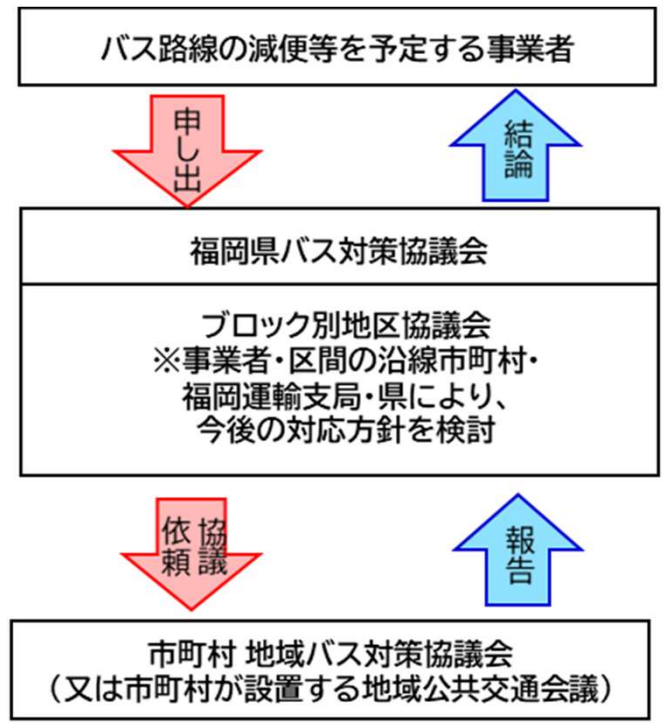 バス路線の減便等を予定する事業者
申し出
結論
福岡県バス対策協議会
ブロック別地区協議会
※事業者・区間の沿線市町村・
福岡運輸支局・県により、
今後の対応方針を検討
協議
依頼
報告
市町村 地域バス対策協議会
（又は市町村が設置する地域公共交通会議）